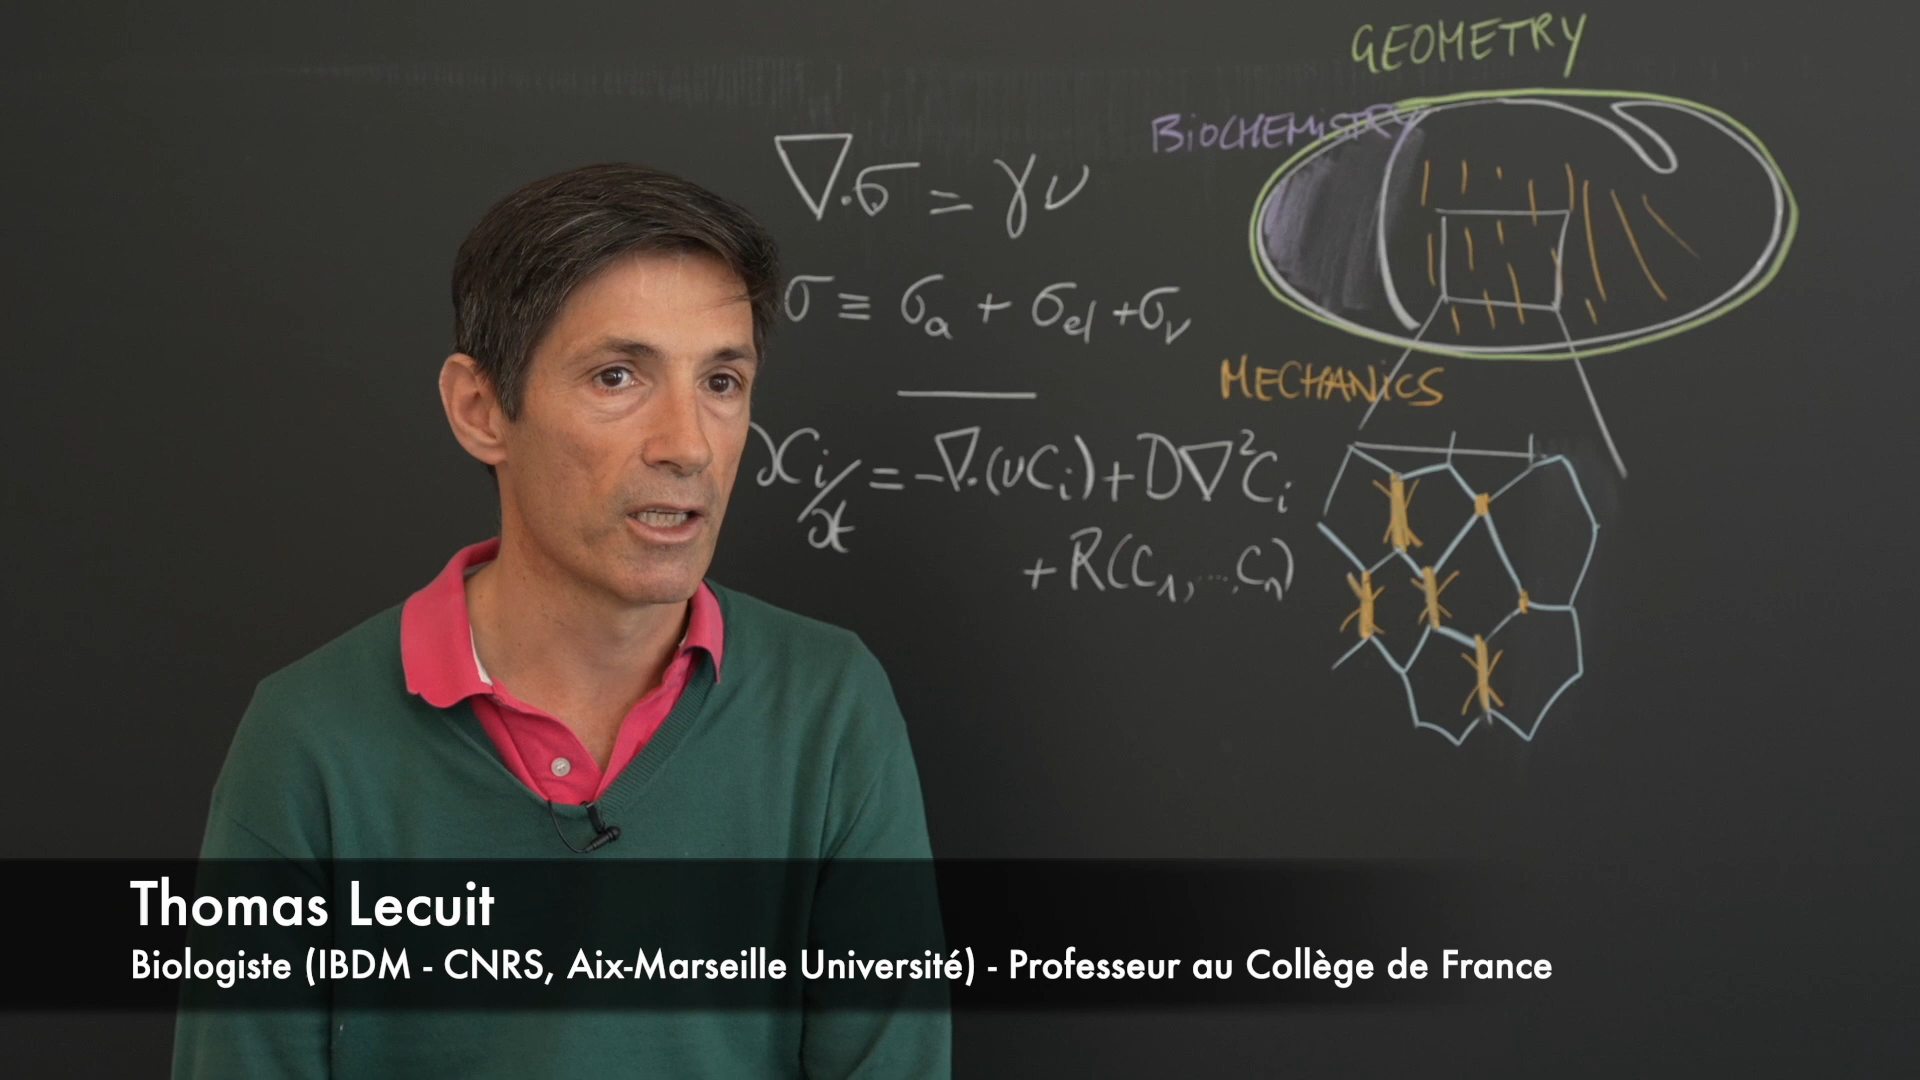 GEOMETRY
BIOCHEMISTRY
∇.σ = γv
σ ≡ σa + σel + σv
MECHANICS
∂Ci/∂t = -∇.(vCi) + D∇²Ci
+ R(C1,...Cn)
Thomas Lecuit
Biologiste (IBDM - CNRS, Aix-Marseille Université) - Professeur au Collège de France